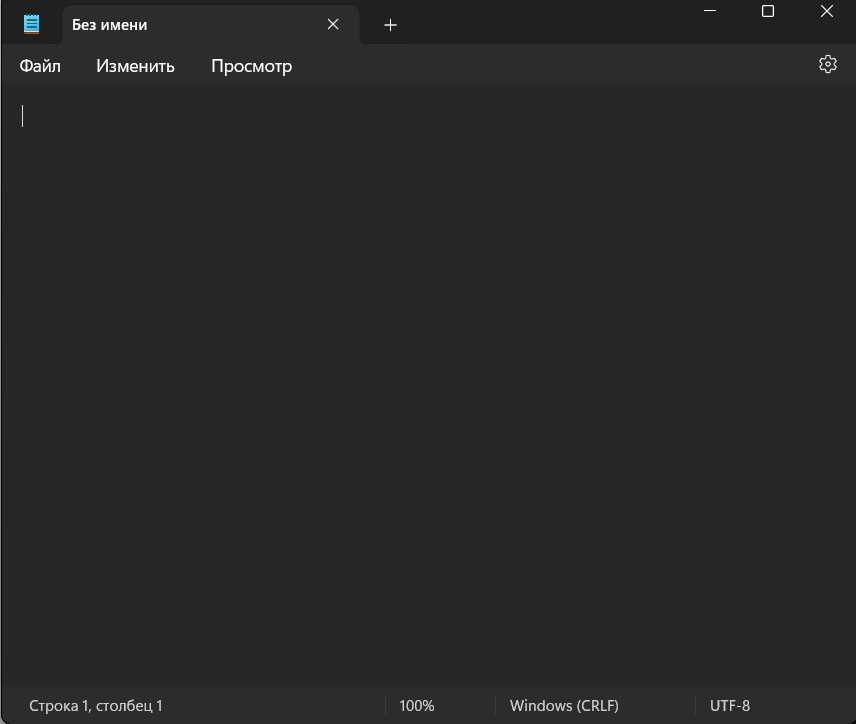 Без имени
Файл Изменить Просмотр
Строка 1, столбец 1 100% Windows (CRLF) UTF-8